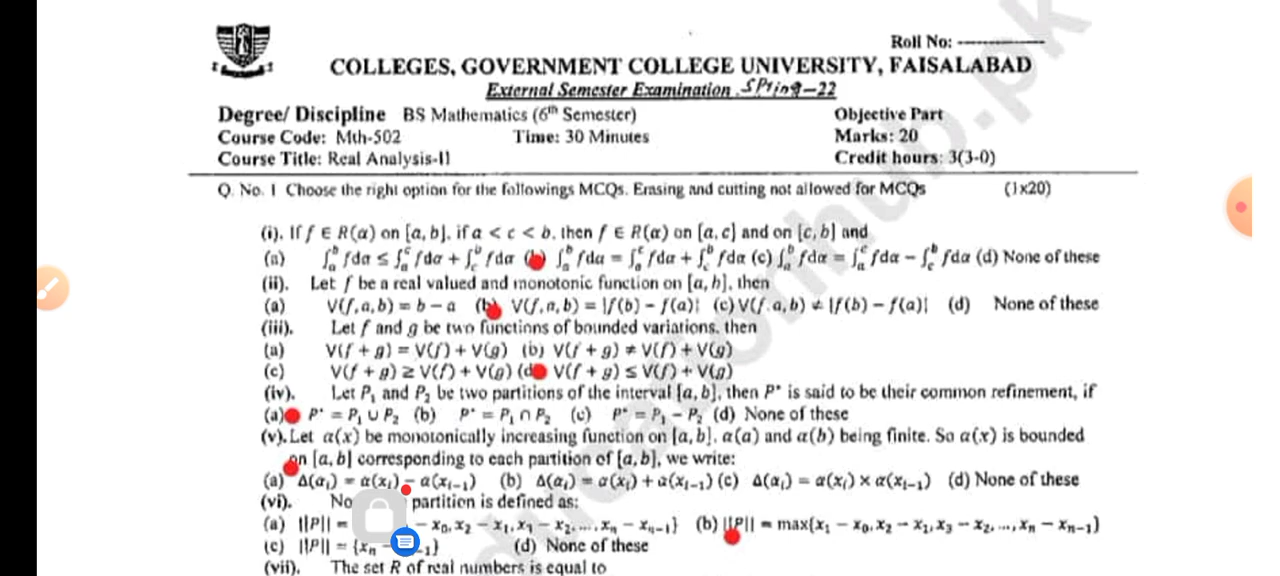 Roll No: ------------
COLLEGES, GOVERNMENT COLLEGE UNIVERSITY, FAISALABAD
External Semester Examination Spring-22
Degree/ Discipline BS Mathematics (6th Semester) Objective Part
Course Code: Mth-502 Time: 30 Minutes Marks: 20
Course Title: Real Analysis-II Credit hours: 3(3-0)
Q. No. 1 Choose the right option for the followings MCQs. Erasing and cutting not allowed for MCQs (1x20)
(i). If f ∈ R(α) on [a, b]. if a < c < b. then f ∈ R(α) on [a, c] and on [c, b] and
(a) ∫ₐᵇ fdα ≤ ∫ₐᶜ fdα + ∫꜀ᵇ fdα (b) ∫ₐᵇ fdα = ∫ₐᶜ fdα + ∫꜀ᵇ fdα (c) ∫ₐᵇ fdα = ∫ₐᶜ fdα − ∫꜀ᵇ fdα (d) None of these
(ii). Let f be a real valued and monotonic function on [a, b], then
(a) V(f, a, b) = b − a (b) V(f, a, b) = |f(b) − f(a)| (c) V(f. a, b) ≠ |f(b) − f(a)| (d) None of these
(iii). Let f and g be two functions of bounded variations, then
(a) V(f + g) = V(f) + V(g) (b) V(f + g) ≠ V(f) + V(g)
(c) V(f + g) ≥ V(f) + V(g) (d V(f + g) ≤ V(f) + V(g)
(iv). Let P₁ and P₂ be two partitions of the interval [a, b], then P* is said to be their common refinement, if
(a) P* = P₁ ∪ P₂ (b) P* = P₁ ∩ P₂ (c) P* = P₁ − P₂ (d) None of these
(v). Let α(x) be monotonically increasing function on [a, b]. α(a) and α(b) being finite. So α(x) is bounded
on [a, b] corresponding to each partition of [a, b], we write:
(a) Δ(αᵢ) = α(xᵢ) − α(xᵢ₋₁) (b) Δ(αᵢ) = α(xᵢ) + α(xᵢ₋₁) (c) Δ(αᵢ) = α(xᵢ) × α(xᵢ₋₁) (d) None of these
(vi). No partition is defined as:
(a) ||P|| = − x₀, x₂ − x₁, x₃ − x₂, ..., xₙ − xₙ₋₁} (b) ||P|| = max{x₁ − x₀, x₂ − x₁, x₃ − x₂, ..., xₙ − xₙ₋₁}
(c) ||P|| = {xₙ − ₋₁} (d) None of these
(vii). The set R of real numbers is equal to